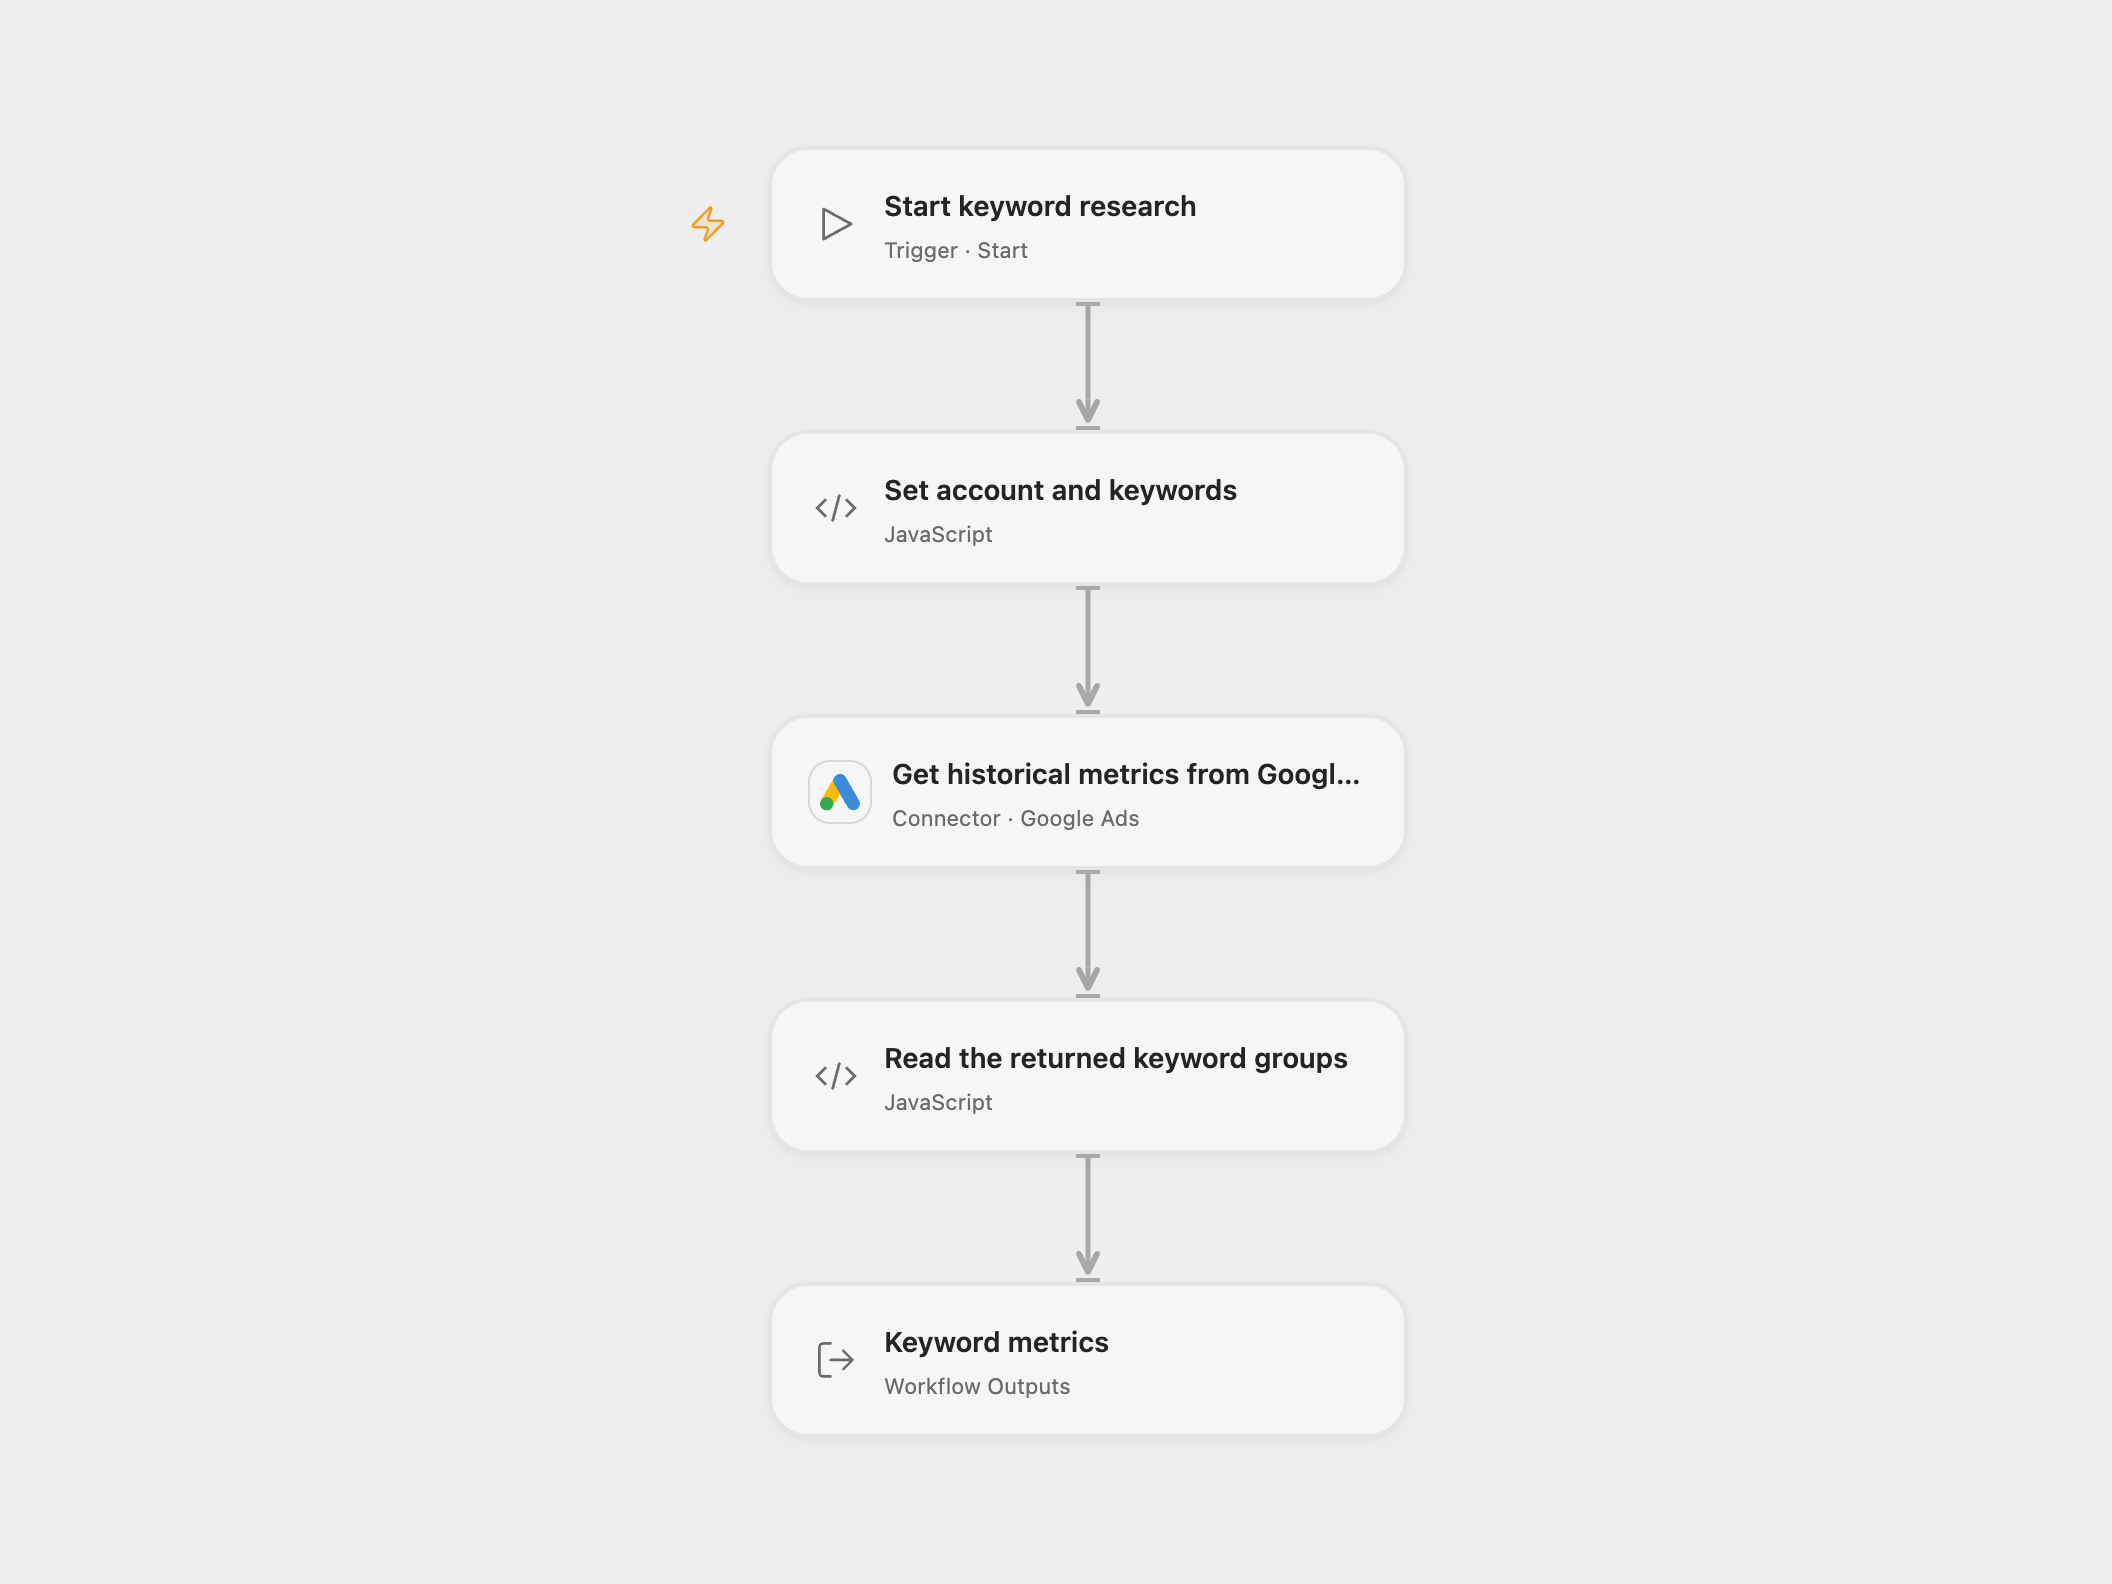 Start keyword research
Trigger · Start
Set account and keywords
JavaScript
Get historical metrics from Googl...
Connector · Google Ads
Read the returned keyword groups
JavaScript
Keyword metrics
Workflow Outputs